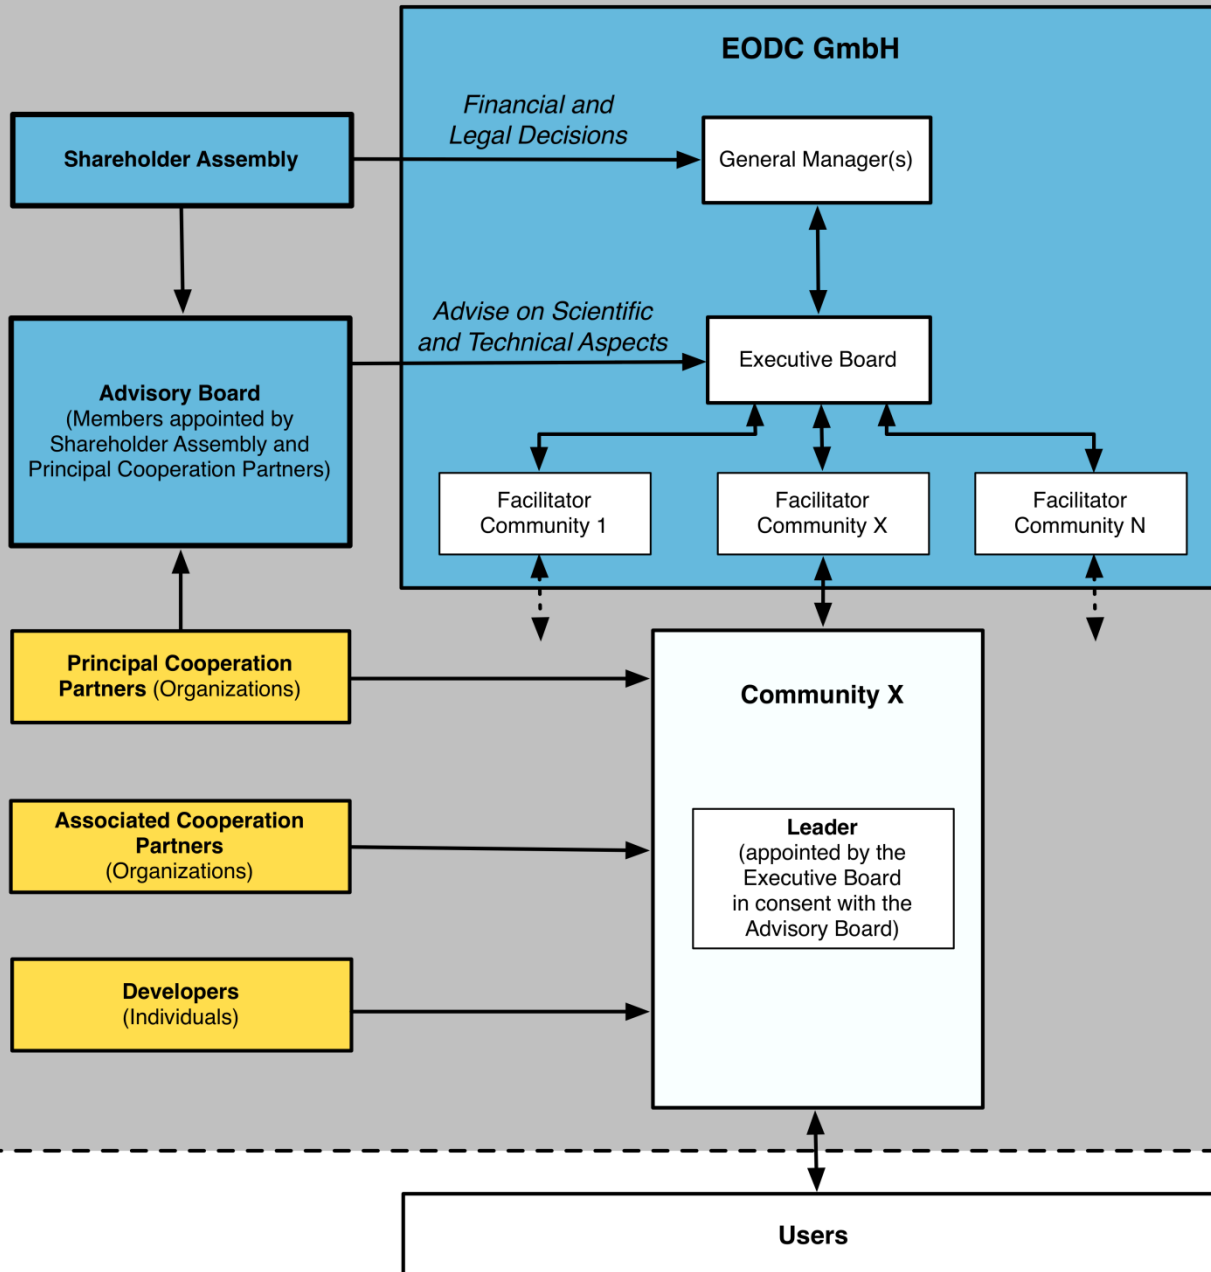 EODC GmbH
Financial and
Legal Decisions
Shareholder Assembly
General Manager(s)
Advise on Scientific
and Technical Aspects
Executive Board
Advisory Board
(Members appointed by
Shareholder Assembly and
Principal Cooperation Partners)
Facilitator
Community 1
Facilitator
Community X
Facilitator
Community N
Principal Cooperation
Partners (Organizations)
Community X
Associated Cooperation
Partners
(Organizations)
Leader
(appointed by the
Executive Board
in consent with the
Advisory Board)
Developers
(Individuals)
Users